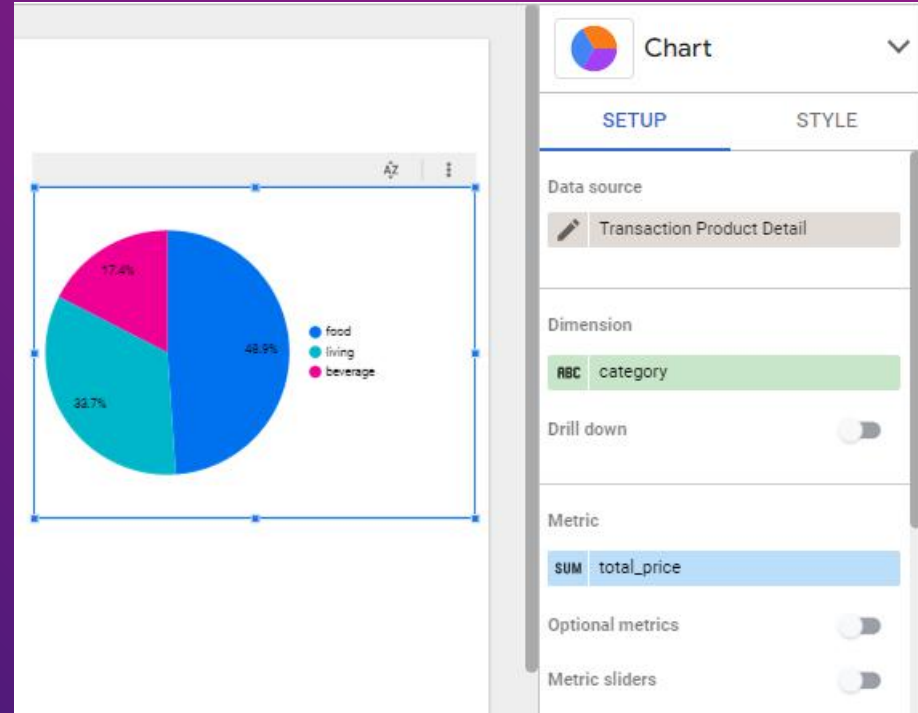 Chart
SETUP STYLE
Data source
Transaction Product Detail
Dimension
ABC category
Drill down
Metric
SUM total_price
Optional metrics
Metric sliders
AZ
17.4%
48.9%
33.7%
food
living
beverage